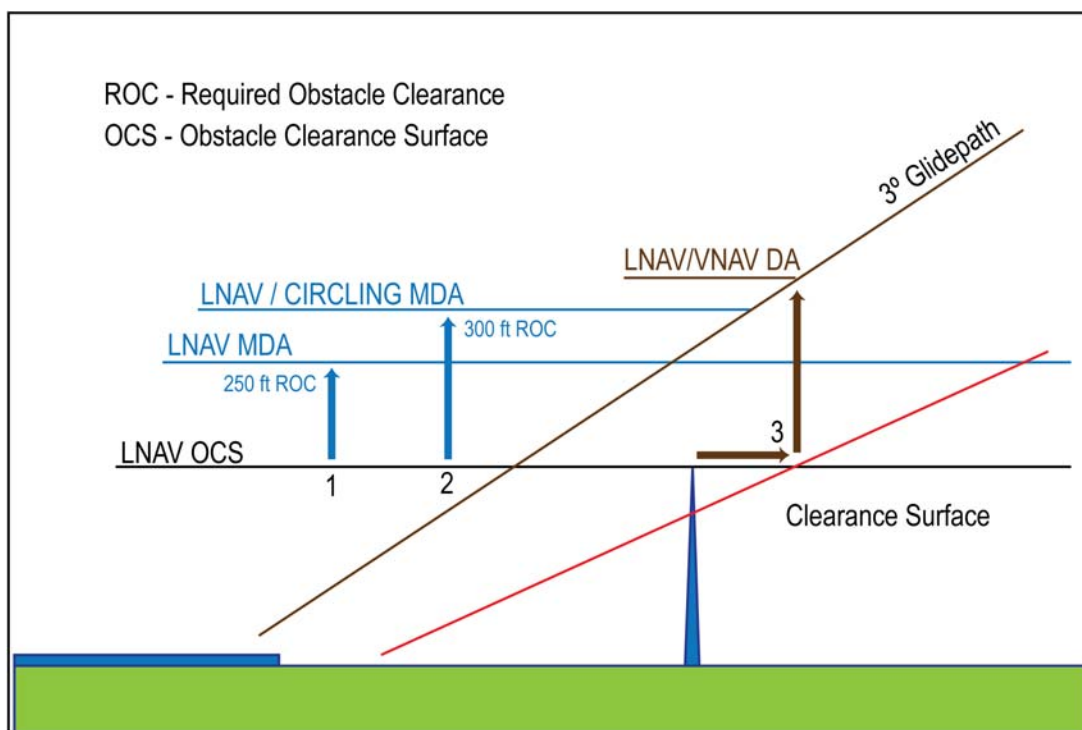 ROC - Required Obstacle Clearance
OCS - Obstacle Clearance Surface
3º Glidepath
LNAV/VNAV DA
LNAV / CIRCLING MDA
300 ft ROC
LNAV MDA
250 ft ROC
3
LNAV OCS
1
2
Clearance Surface